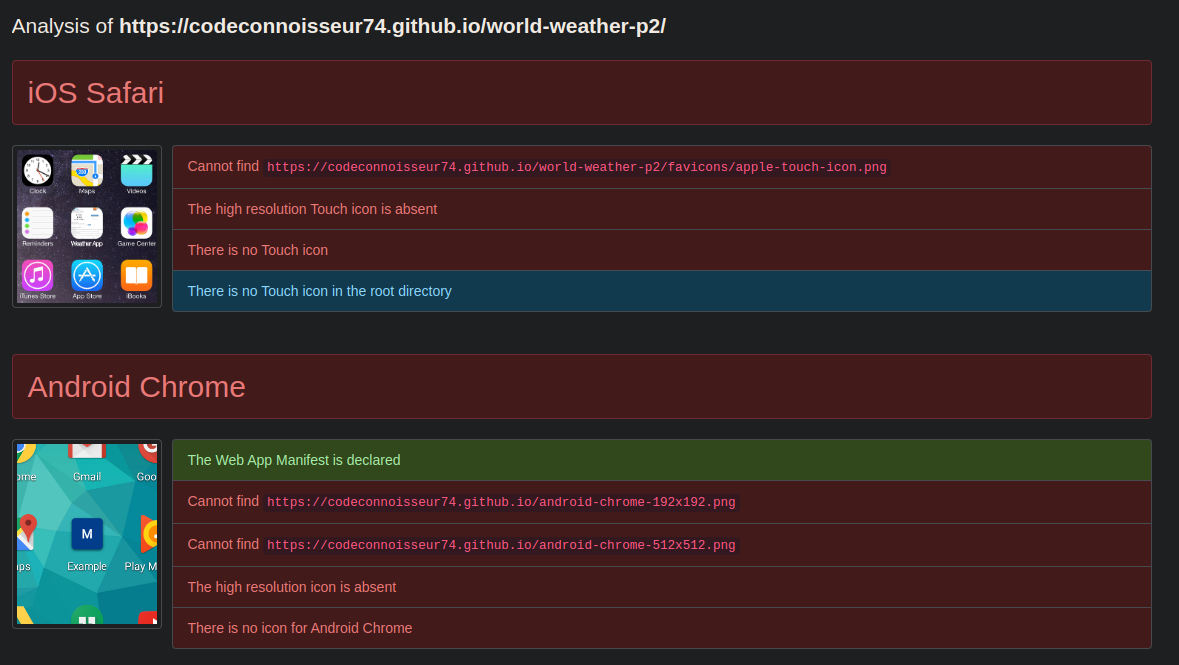 Analysis of https://codeconnoisseur74.github.io/world-weather-p2/
iOS Safari
Clock Maps Videos
Reminders Weather App Game Center
iTunes Store App Store iBooks
Cannot find https://codeconnoisseur74.github.io/world-weather-p2/favicons/apple-touch-icon.png
The high resolution Touch icon is absent
There is no Touch icon
There is no Touch icon in the root directory
Android Chrome
ome Gmail Goo
M
aps Example Play M
The Web App Manifest is declared
Cannot find https://codeconnoisseur74.github.io/android-chrome-192x192.png
Cannot find https://codeconnoisseur74.github.io/android-chrome-512x512.png
The high resolution icon is absent
There is no icon for Android Chrome